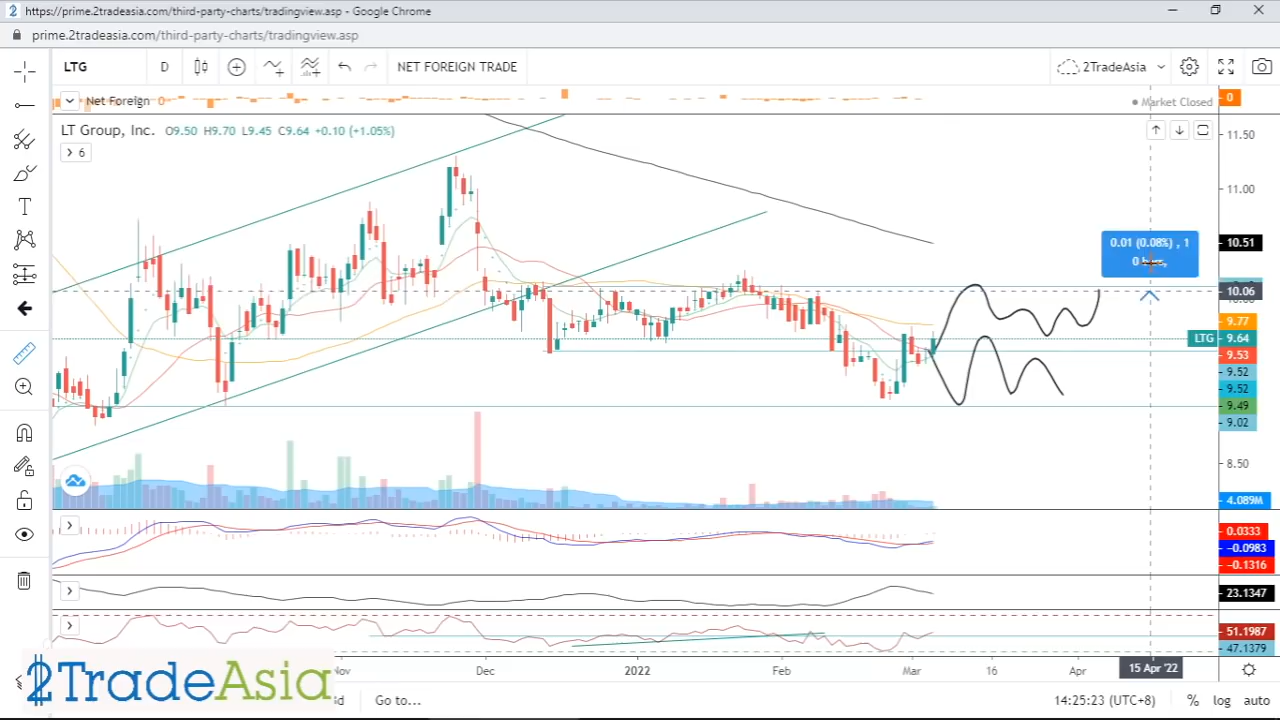 https://prime.2tradeasia.com/third-party-charts/tradingview.asp - Google Chrome
prime.2tradeasia.com/third-party-charts/tradingview.asp
LTG D NET FOREIGN TRADE 2TradeAsia
Net Foreign 0
Market Closed 0
LT Group, Inc. O9.50 H9.70 L9.45 C9.64 +0.10 (+1.05%)
6
11.50
11.00
0.01 (0.08%) , 1
10.51
10.06
9.77
LTG 9.64
9.53
9.52
9.52
9.49
9.02
8.50
4.089M
0.0333
−0.0983
−0.1316
23.1347
51.1987
47.1379
Nov Dec 2022 Feb Mar 16 Apr 15 Apr '22
2TradeAsia
Go to... 14:25:23 (UTC+8) % log auto